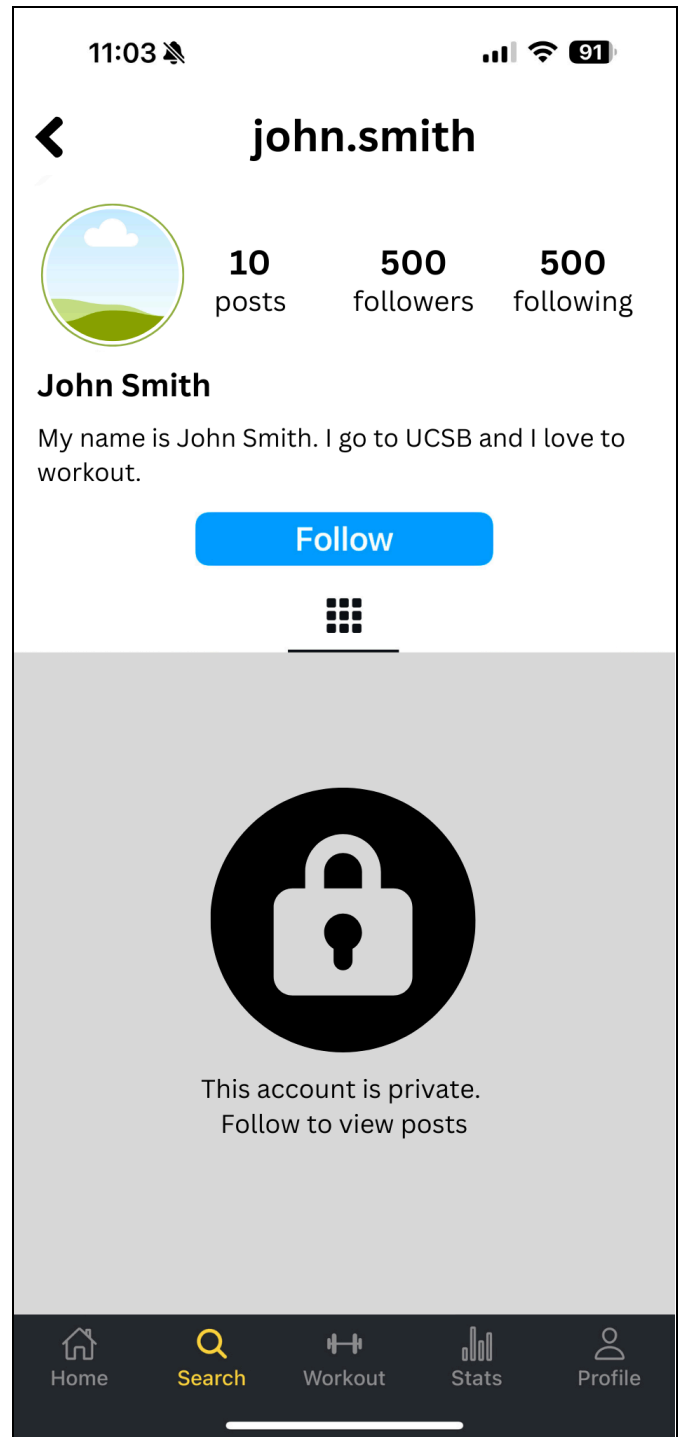 11:03
91
john.smith
10 500 500
posts followers following
John Smith
My name is John Smith. I go to UCSB and I love to
workout.
Follow
This account is private.
Follow to view posts
Home Search Workout Stats Profile